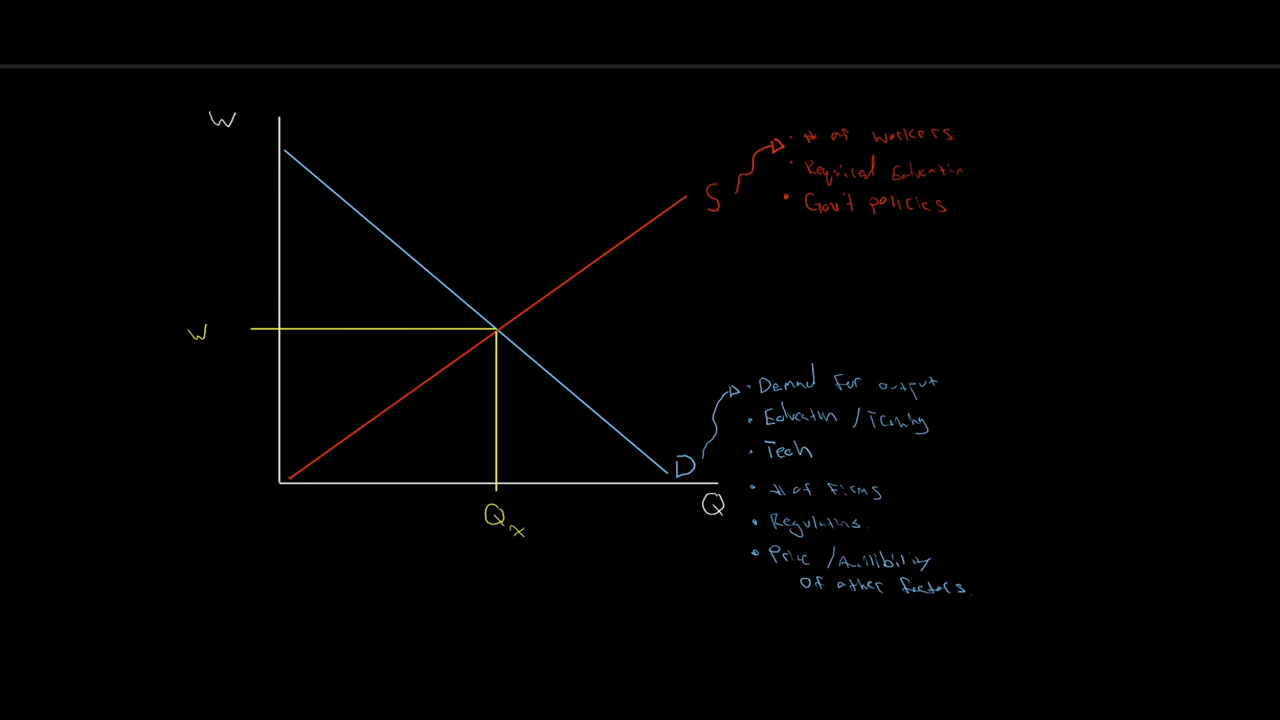 W
# of workers
Required Education
Gov't policies
S
W
Demand for output
Education / Training
Tech
D
# of Firms
Q
Qx
Regulations.
Price / Availibility
of other factors.